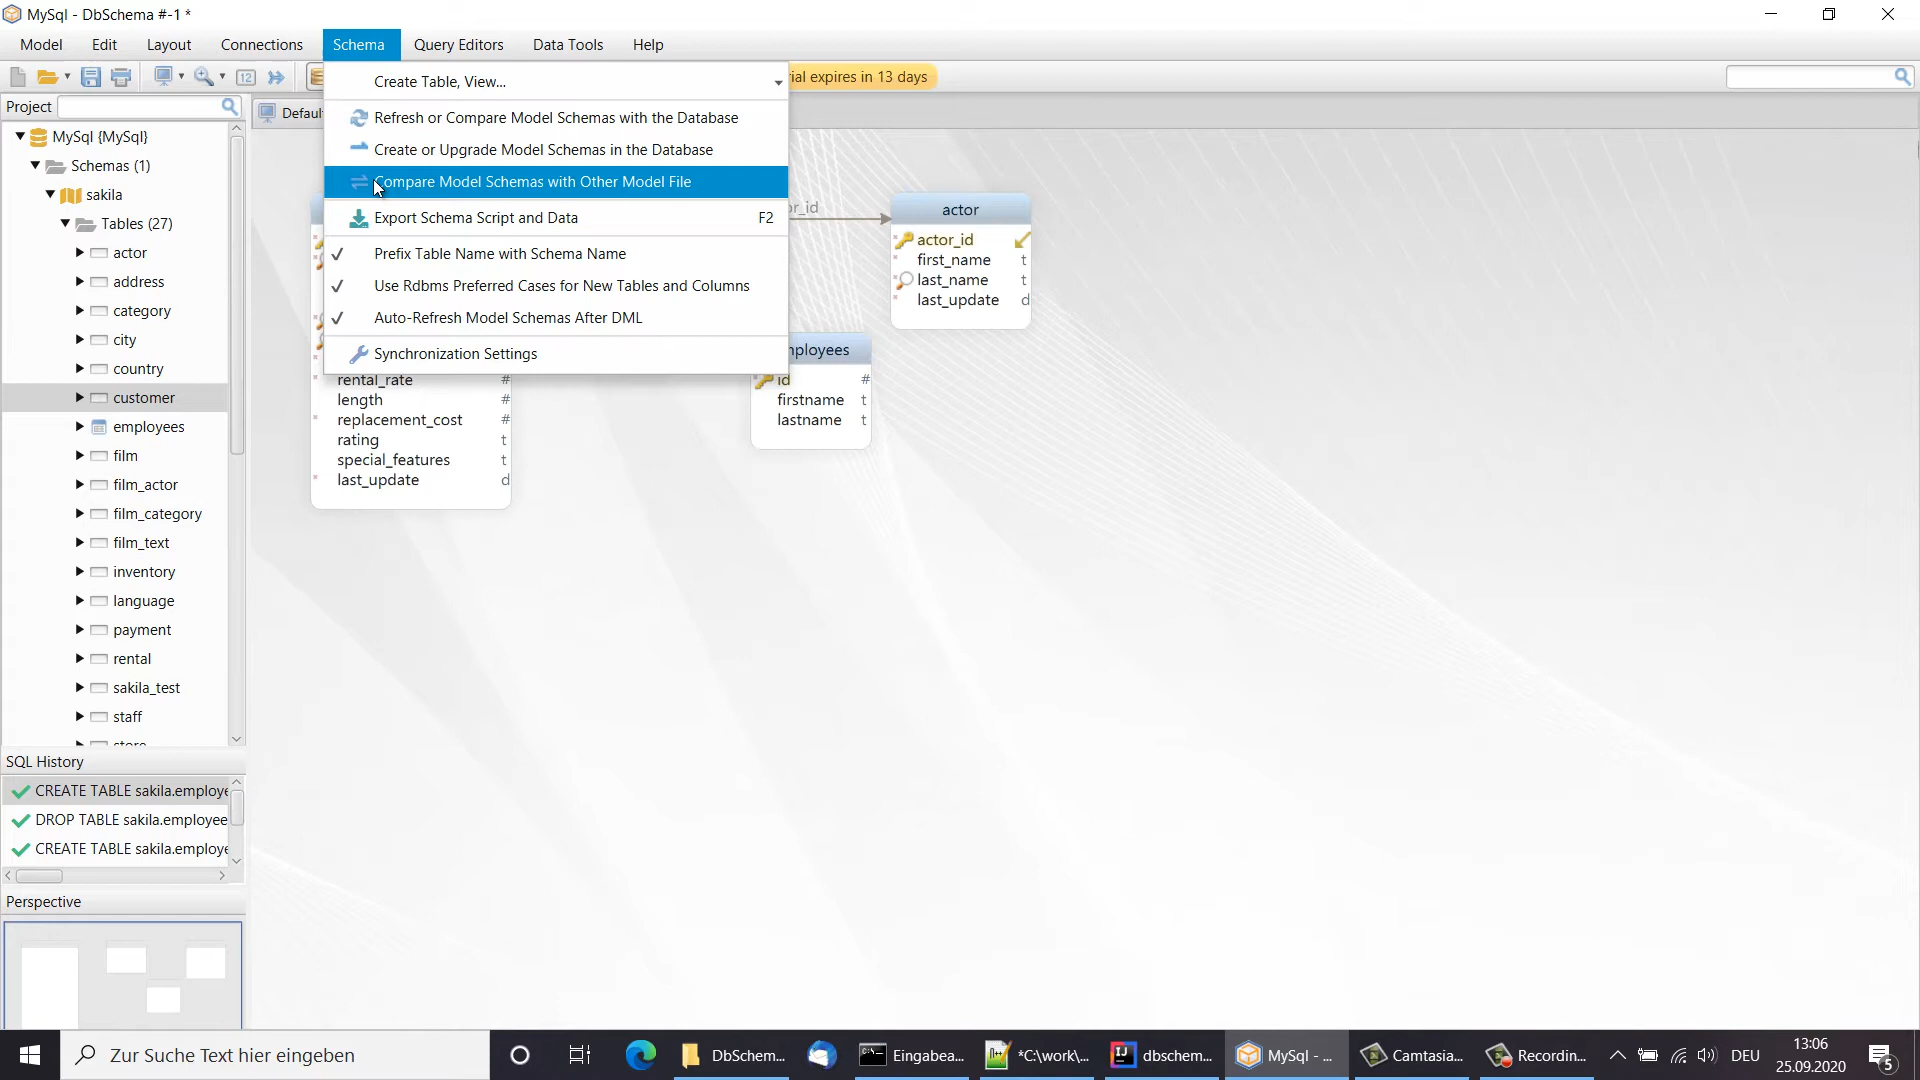 MySql - DbSchema #-1 *
Model Edit Layout Connections Schema Query Editors Data Tools Help
12
ial expires in 13 days
Project
Defaul
MySql {MySql}
Schemas (1)
sakila
Tables (27)
actor
address
category
city
country
customer
employees
film
film_actor
film_category
film_text
inventory
language
payment
rental
sakila_test
staff
store
Create Table, View...
Refresh or Compare Model Schemas with the Database
Create or Upgrade Model Schemas in the Database
Compare Model Schemas with Other Model File
Export Schema Script and Data F2
Prefix Table Name with Schema Name
Use Rdbms Preferred Cases for New Tables and Columns
Auto-Refresh Model Schemas After DML
Synchronization Settings
rental_rate #
length #
replacement_cost #
rating t
special_features t
last_update d
or_id
actor
actor_id
first_name t
last_name t
last_update d
mployees
id #
firstname t
lastname t
SQL History
CREATE TABLE sakila.employe
DROP TABLE sakila.employee
CREATE TABLE sakila.employe
Perspective
Zur Suche Text hier eingeben
DbSchem...
Eingabea...
*C:\work\...
dbschem...
MySql - ...
Camtasia...
Recordin...
DEU
13:06
25.09.2020
5